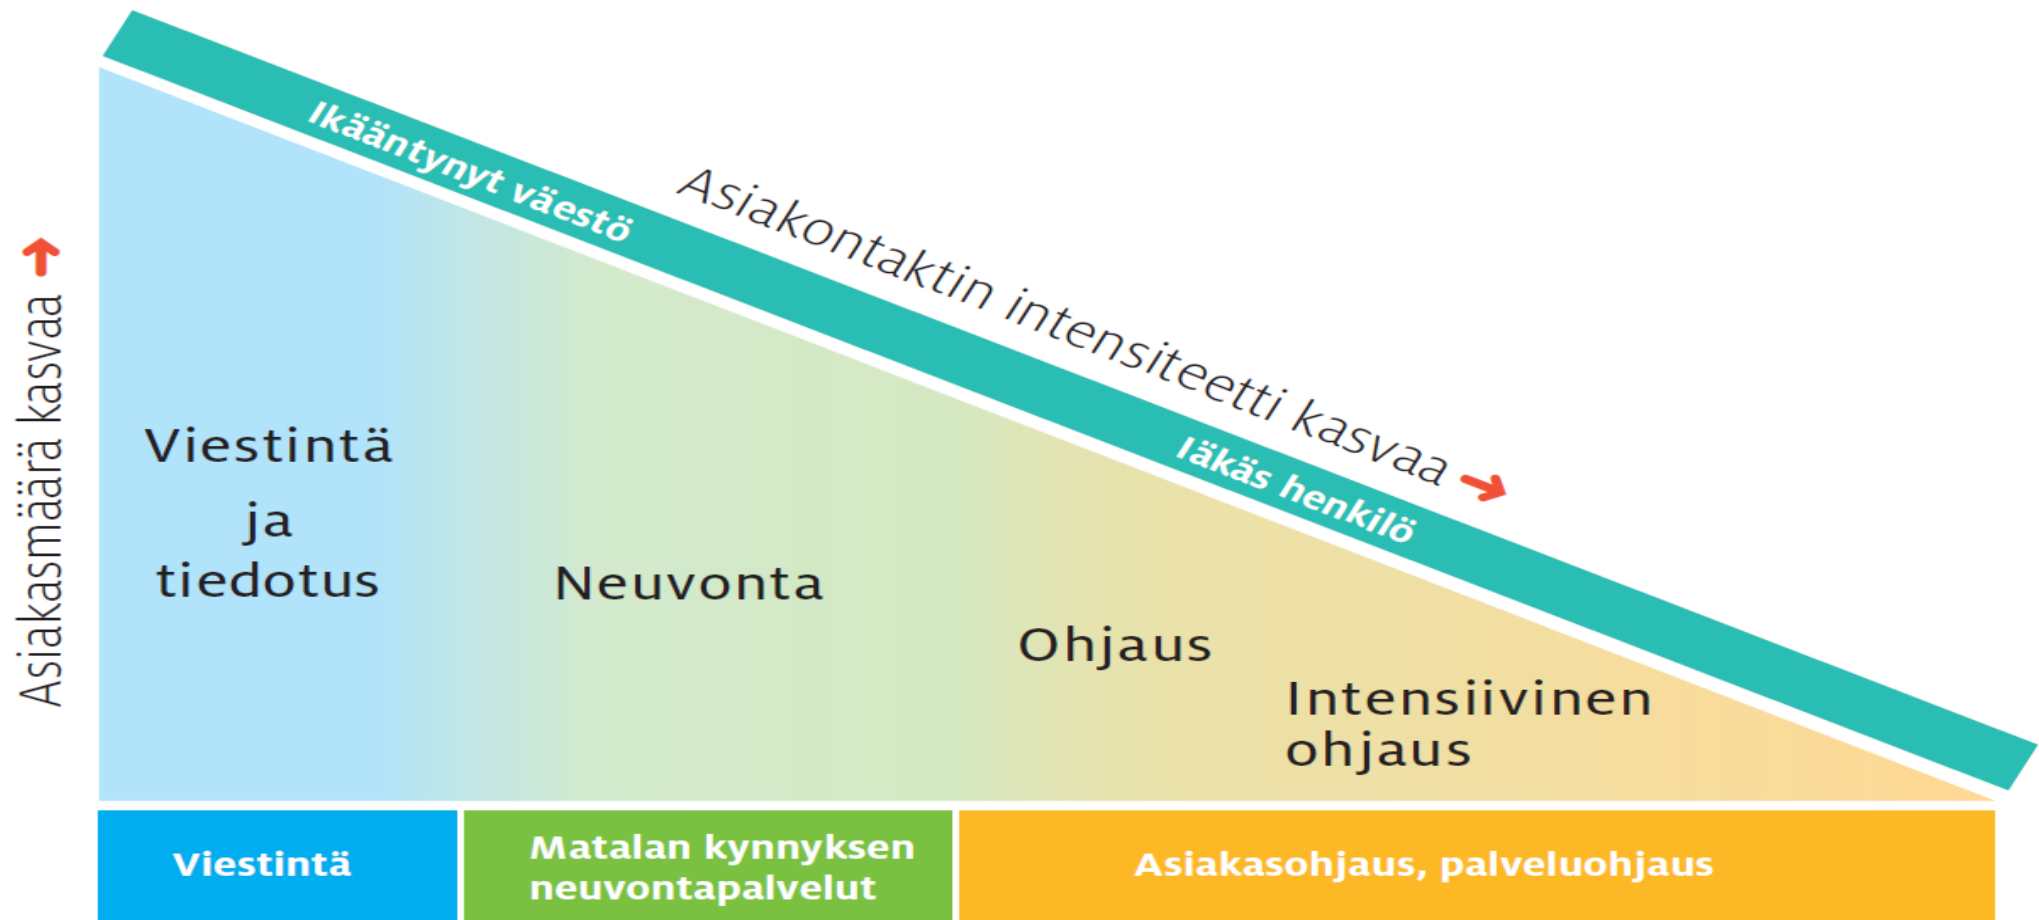 Ikääntynyt väestö
Asiakontaktin intensiteetti kasvaa
Iäkäs henkilö
Asiakasmäärä kasvaa
Viestintä
ja
tiedotus
Neuvonta
Ohjaus
Intensiivinen
ohjaus
Viestintä
Matalan kynnyksen
neuvontapalvelut
Asiakasohjaus, palveluohjaus